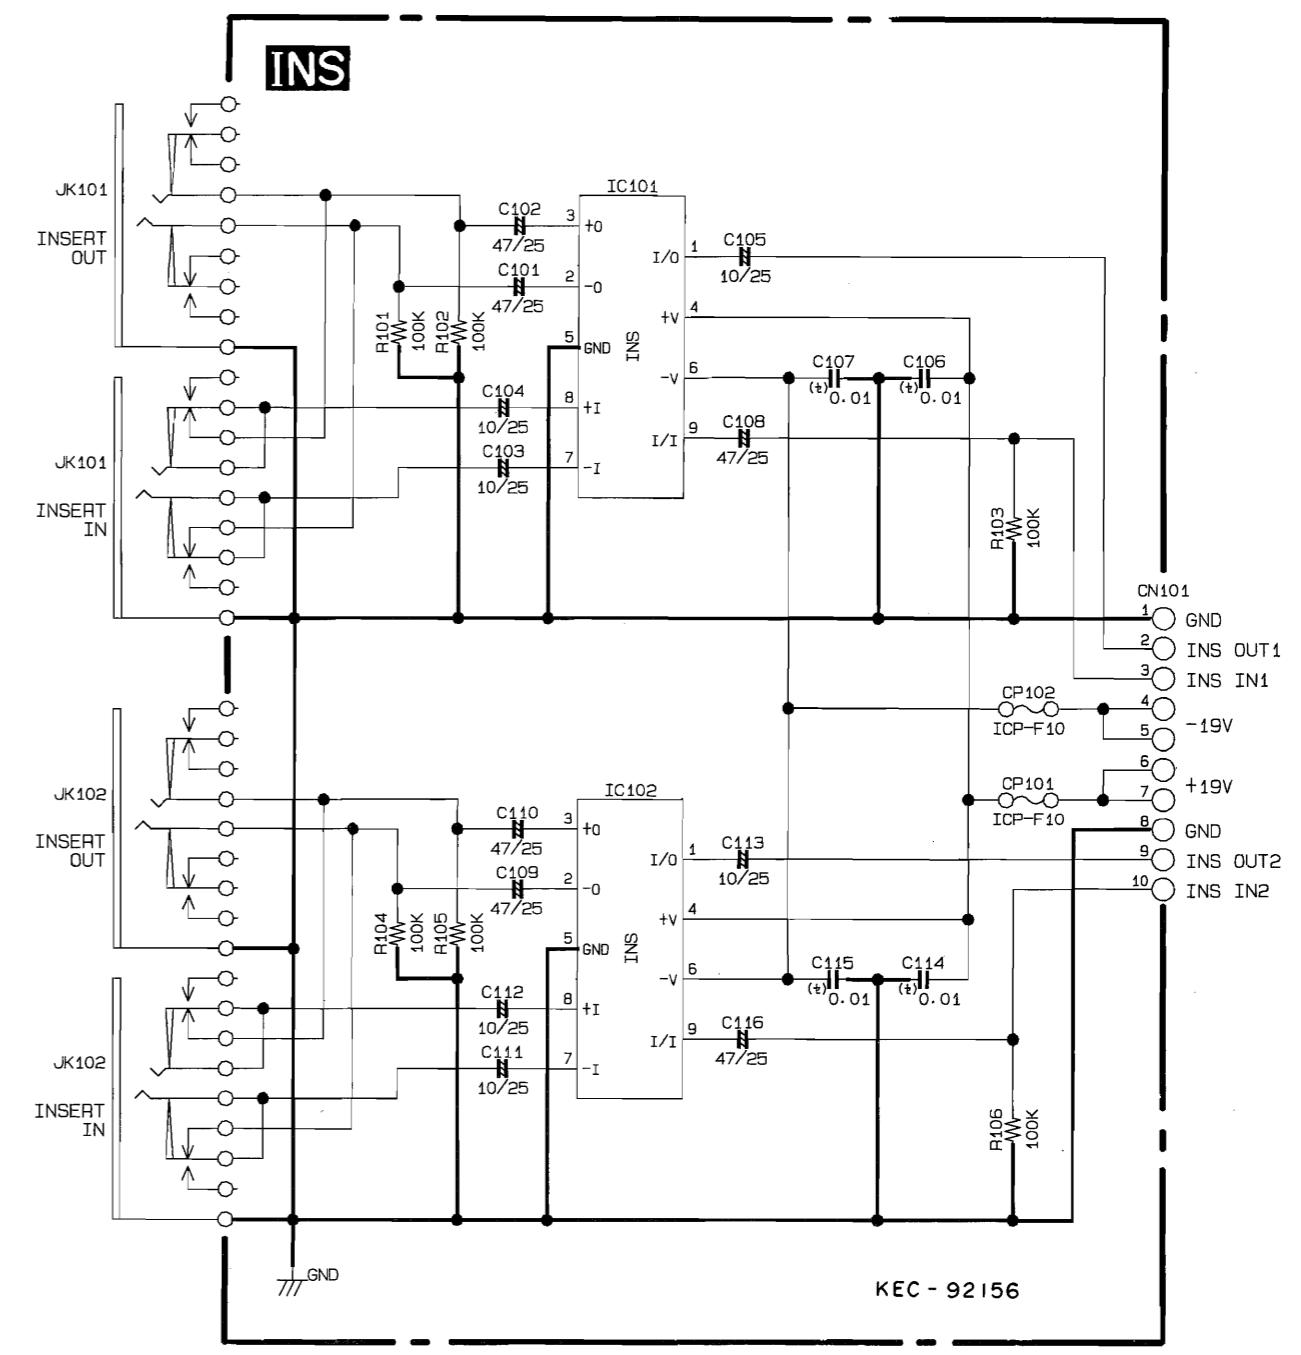 INS
JK101
INSERT
OUT
JK101
INSERT
IN
JK102
INSERT
OUT
JK102
INSERT
IN
C102
47/25
C101
47/25
R101
100K
R102
100K
C104
10/25
C103
10/25
IC101
3
+O
2
-O
5
GND
8
+I
7
-I
INS
I/O
1
+V
4
-V
6
I/I
9
C105
10/25
C107
(t)
0.01
C106
(t)
0.01
C108
47/25
R103
100K
CN101
1
GND
2
INS OUT1
3
INS IN1
4
5
-19V
6
7
+19V
8
GND
9
INS OUT2
10
INS IN2
CP102
ICP-F10
CP101
ICP-F10
C110
47/25
C109
47/25
R104
100K
R105
100K
C112
10/25
C111
10/25
IC102
3
+O
2
-O
5
GND
8
+I
7
-I
INS
I/O
1
+V
4
-V
6
I/I
9
C113
10/25
C115
(t)
0.01
C114
(t)
0.01
C116
47/25
R106
100K
GND
KEC-92156